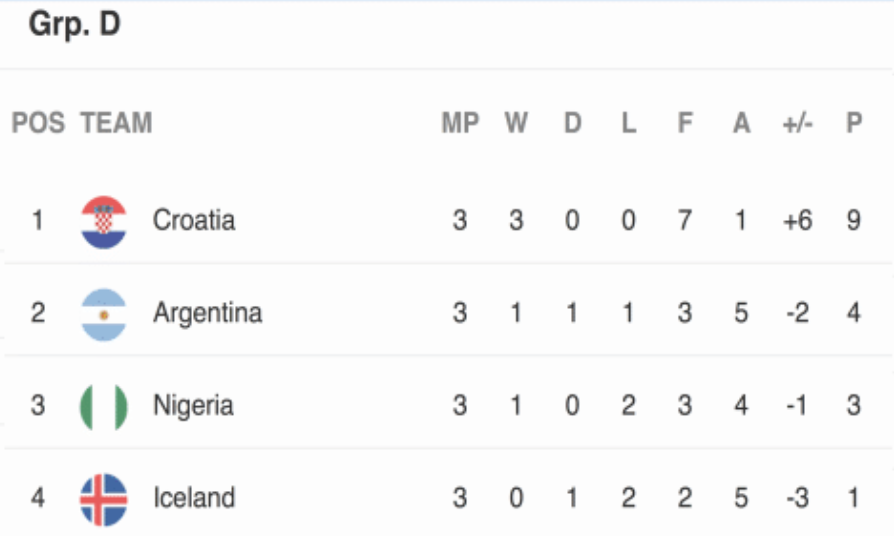 Grp. D
POS TEAM MP W D L F A +/- P
1 Croatia 3 3 0 0 7 1 +6 9
2 Argentina 3 1 1 1 3 5 -2 4
3 Nigeria 3 1 0 2 3 4 -1 3
4 Iceland 3 0 1 2 2 5 -3 1